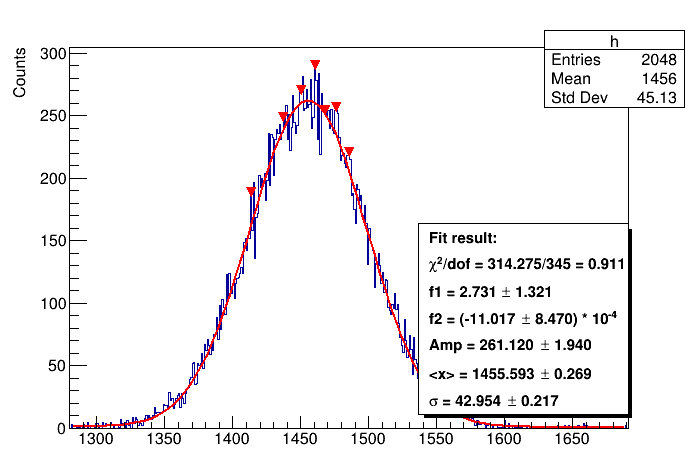 h
Entries 2048
Mean 1456
Std Dev 45.13
Counts
300
250
200
150
100
50
0
Fit result:
χ²/dof = 314.275/345 = 0.911
f1 = 2.731 ± 1.321
f2 = (-11.017 ± 8.470) * 10⁻⁴
Amp = 261.120 ± 1.940
<x> = 1455.593 ± 0.269
σ = 42.954 ± 0.217
1300 1350 1400 1450 1500 1550 1600 1650